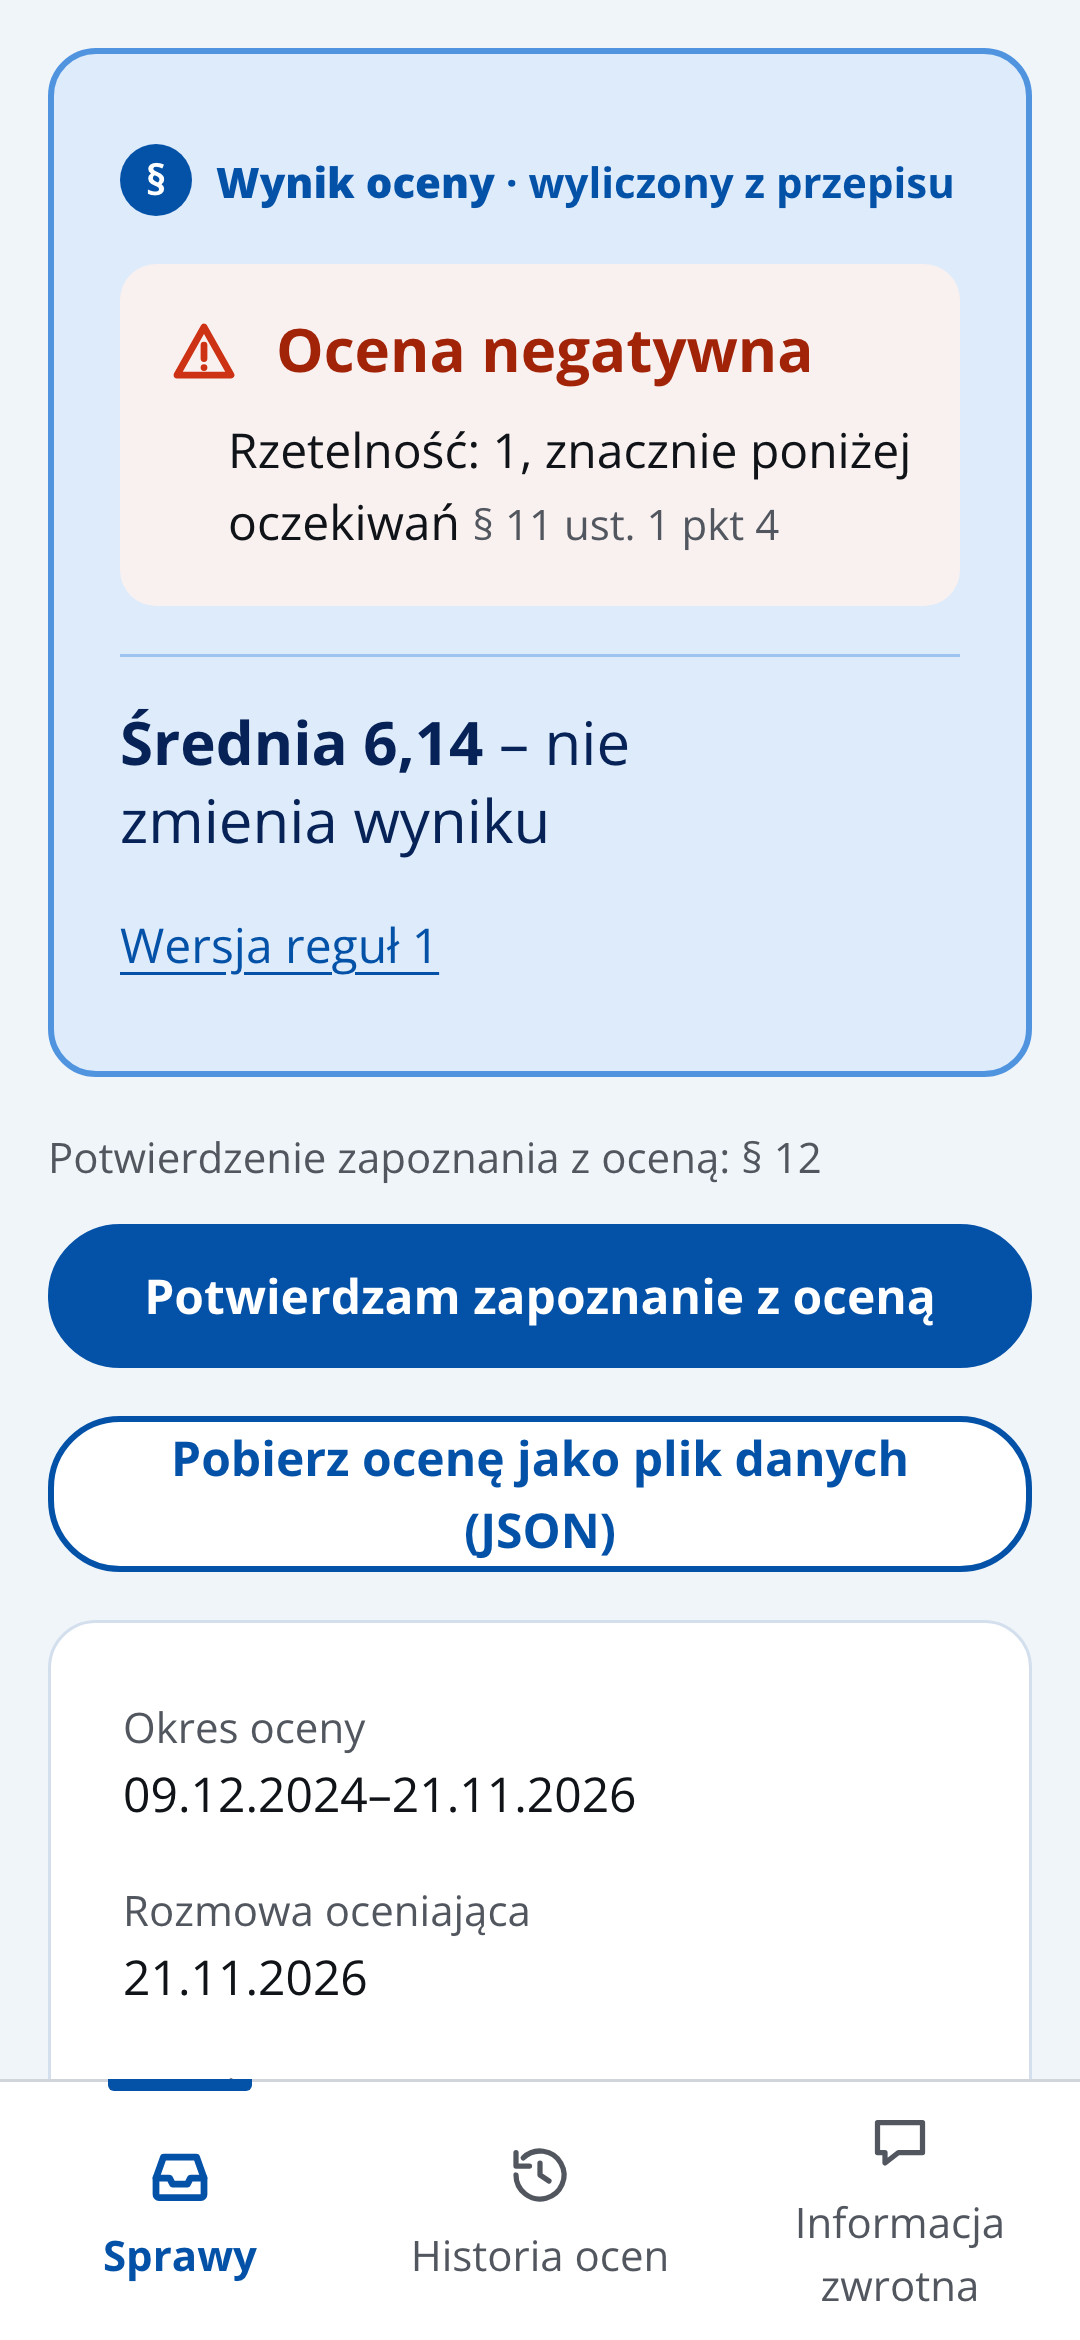 § Wynik oceny · wyliczony z przepisu
Ocena negatywna
Rzetelność: 1, znacznie poniżej
oczekiwań § 11 ust. 1 pkt 4
Średnia 6,14 – nie
zmienia wyniku
Wersja reguł 1
Potwierdzenie zapoznania z oceną: § 12
Potwierdzam zapoznanie z oceną
Pobierz ocenę jako plik danych
(JSON)
Okres oceny
09.12.2024–21.11.2026
Rozmowa oceniająca
21.11.2026
Sprawy
Historia ocen
Informacja
zwrotna